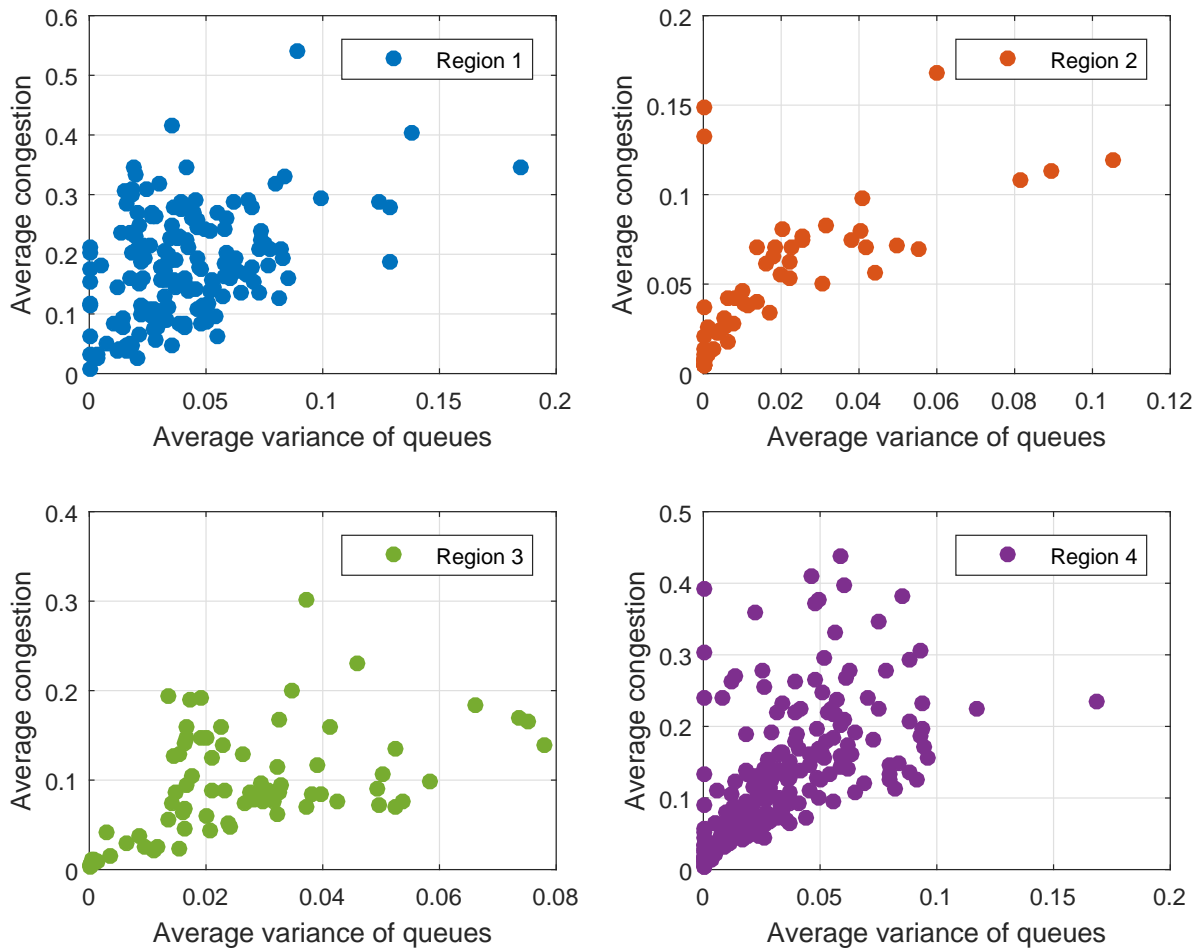 0.6
0.5
0.4
0.3
0.2
0.1
0
Average congestion
Region 1
0 0.05 0.1 0.15 0.2
Average variance of queues
0.2
0.15
0.1
0.05
0
Average congestion
Region 2
0 0.02 0.04 0.06 0.08 0.1 0.12
Average variance of queues
0.4
0.3
0.2
0.1
0
Average congestion
Region 3
0 0.02 0.04 0.06 0.08
Average variance of queues
0.5
0.4
0.3
0.2
0.1
0
Average congestion
Region 4
0 0.05 0.1 0.15 0.2
Average variance of queues